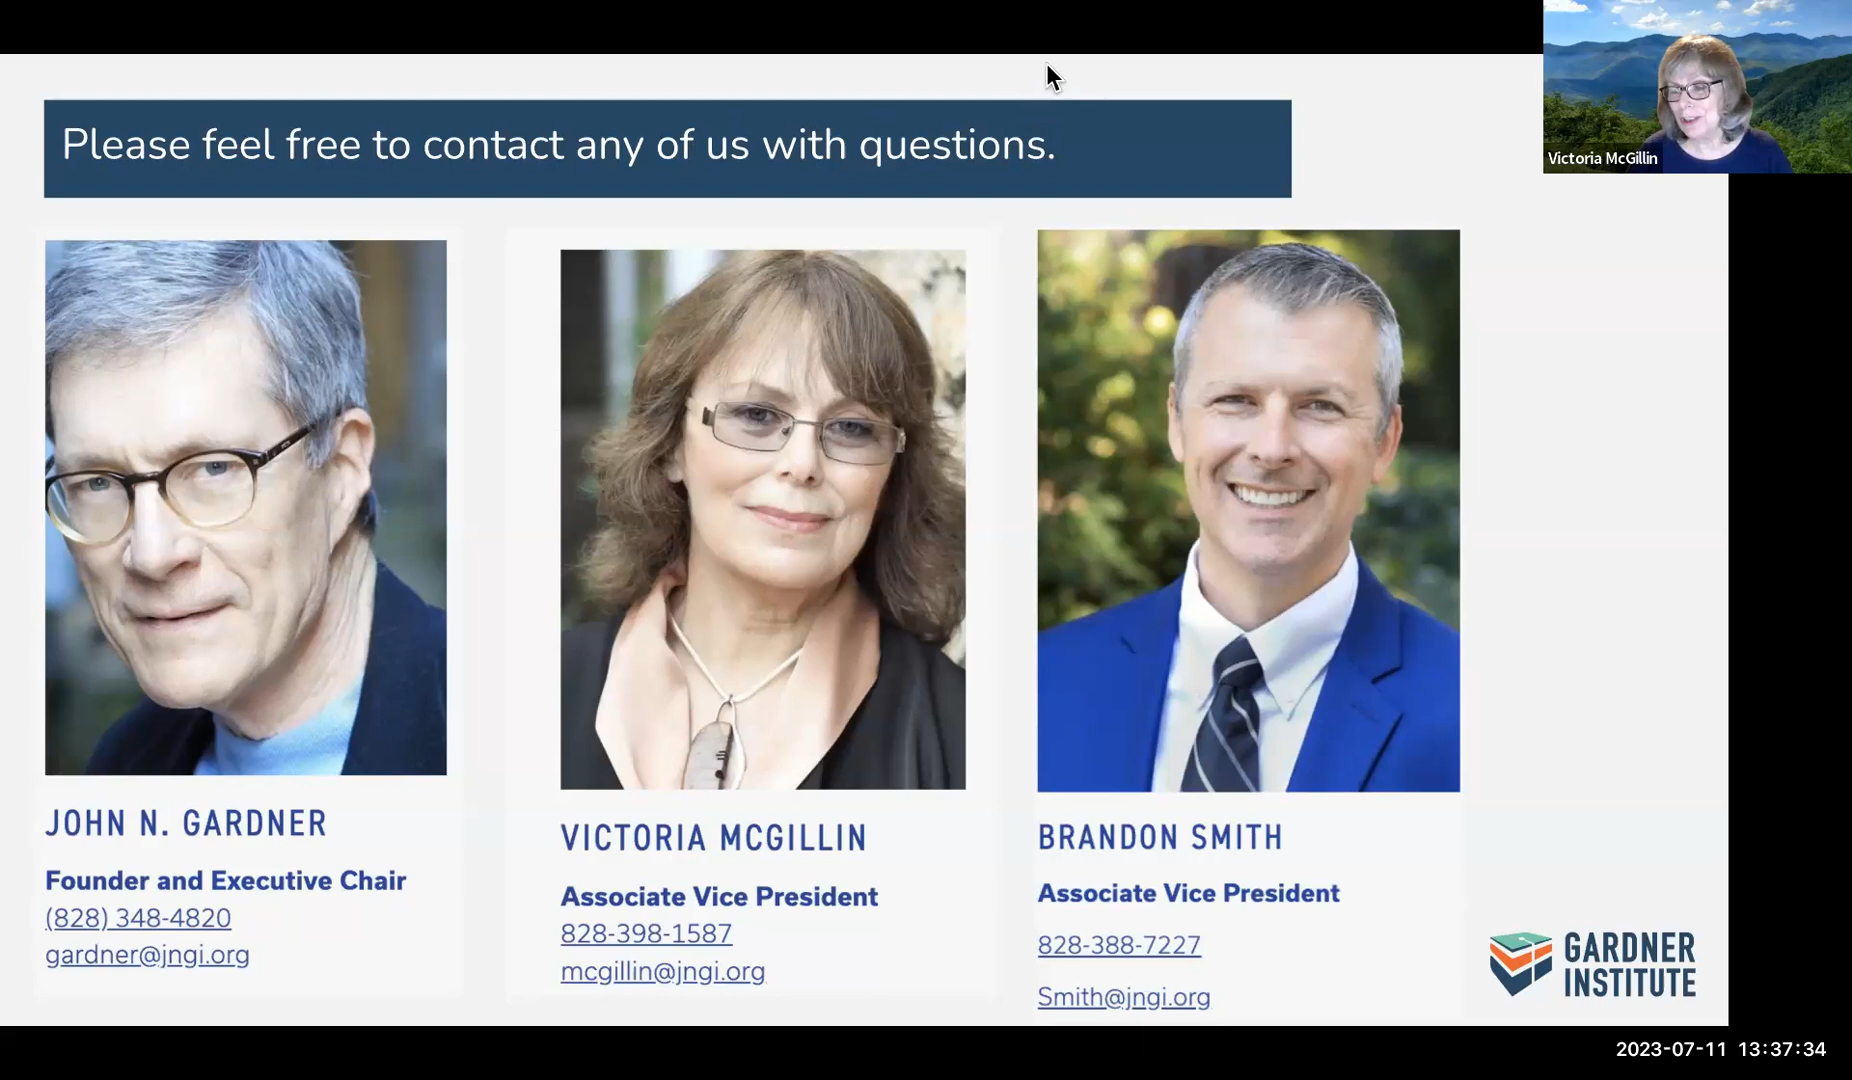 Please feel free to contact any of us with questions.
Victoria McGillin
JOHN N. GARDNER
Founder and Executive Chair
(828) 348-4820
gardner@jngi.org
VICTORIA MCGILLIN
Associate Vice President
828-398-1587
mcgillin@jngi.org
BRANDON SMITH
Associate Vice President
828-388-7227
Smith@jngi.org
GARDNER
INSTITUTE
2023-07-11 13:37:34